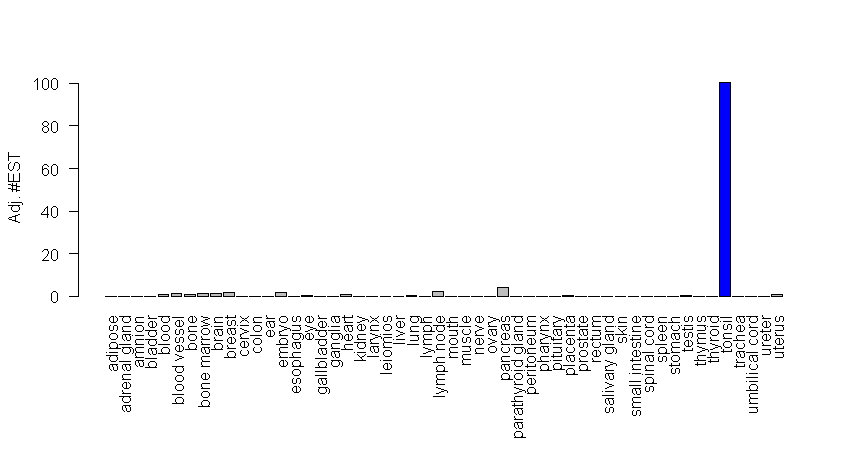 Adj. #EST
100
80
60
40
20
0
adipose
adrenal gland
amnion
bladder
blood
blood vessel
bone
bone marrow
brain
breast
cervix
colon
ear
embryo
esophagus
eye
gallbladder
ganglia
heart
kidney
larynx
leiomios
liver
lung
lymph
lymph node
mouth
muscle
nerve
ovary
pancreas
parathyroid gland
peritoneum
pharynx
pituitary
placenta
prostate
rectum
salivary gland
skin
small intestine
spinal cord
spleen
stomach
testis
thymus
thyroid
tonsil
trachea
umbilical cord
ureter
uterus